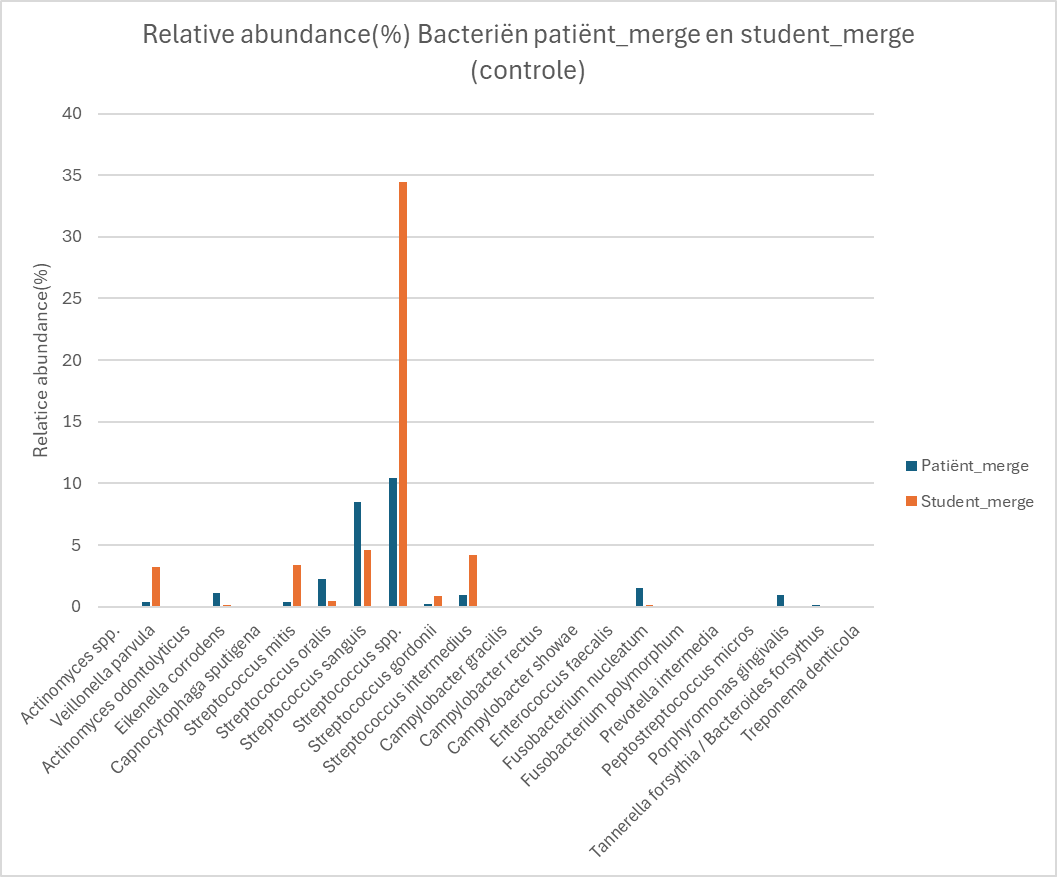 Relative abundance(%) Bacteriën patiënt_merge en student_merge
(controle)
40
35
30
25
20
15
10
5
0
Relatice abundance(%)
Actinomyces spp.
Veillonella parvula
Actinomyces odontolyticus
Eikenella corrodens
Capnocytophaga sputigena
Streptococcus mitis
Streptococcus oralis
Streptococcus sanguis
Streptococcus spp.
Streptococcus gordonii
Streptococcus intermedius
Campylobacter gracilis
Campylobacter rectus
Campylobacter showae
Enterococcus faecalis
Fusobacterium nucleatum
Fusobacterium polymorphum
Prevotella intermedia
Peptostreptococcus micros
Porphyromonas gingivalis
Tannerella forsythia / Bacteroides forsythus
Treponema denticola
Patiënt_merge
Student_merge